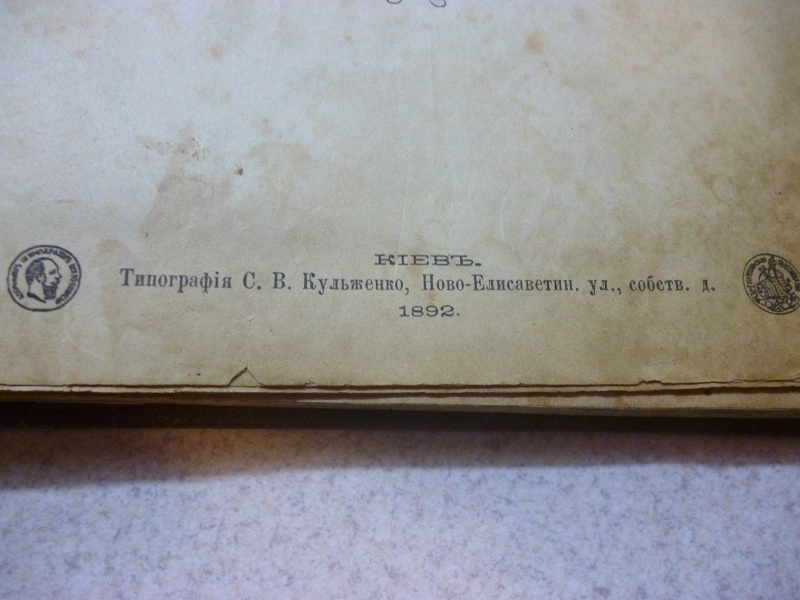 КІЕВЪ.
Типографія С. В. Кульженко, Ново-Елисаветин. ул., собств. д.
1892.